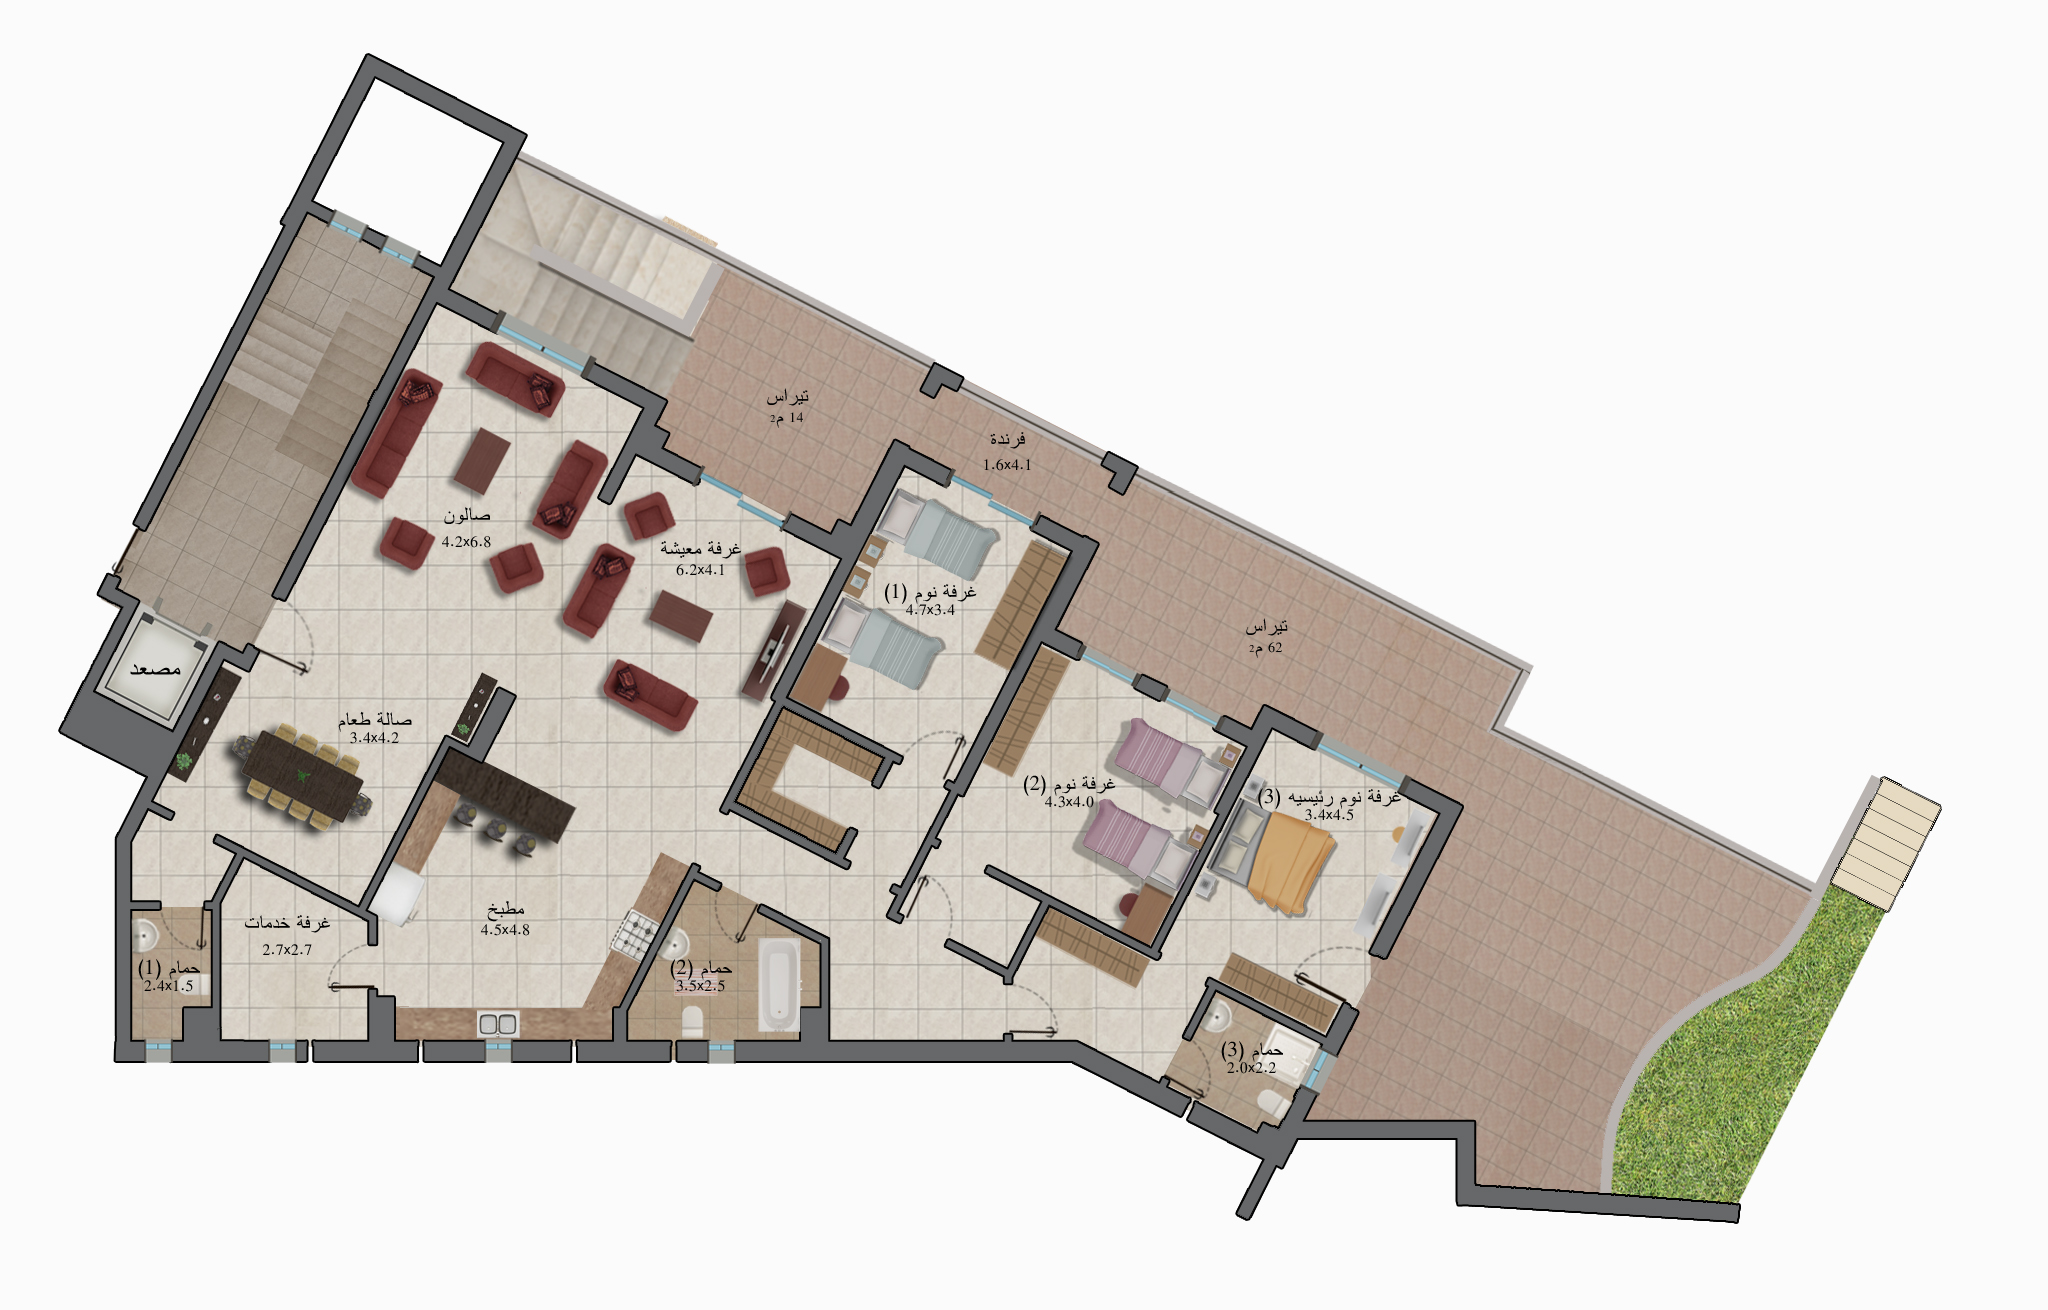 تيراس
14 م2
فرندة
1.6x4.1
صالون
4.2x6.8
غرفة معيشة
6.2x4.1
غرفة نوم (1)
4.7x3.4
تيراس
62 م2
مصعد
صالة طعام
3.4x4.2
غرفة نوم (2)
4.3x4.0
غرفة نوم رئيسيه (3)
3.4x4.5
مطبخ
4.5x4.8
غرفة خدمات
2.7x2.7
حمام (1)
2.4x1.5
حمام (2)
3.5x2.5
حمام (3)
2.0x2.2